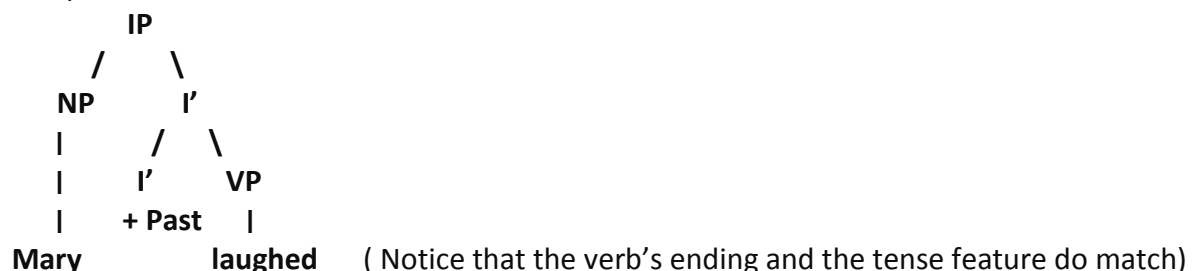 IP
/ \
NP I’
| / \
| I’ VP
| + Past |
Mary laughed ( Notice that the verb’s ending and the tense feature do match)